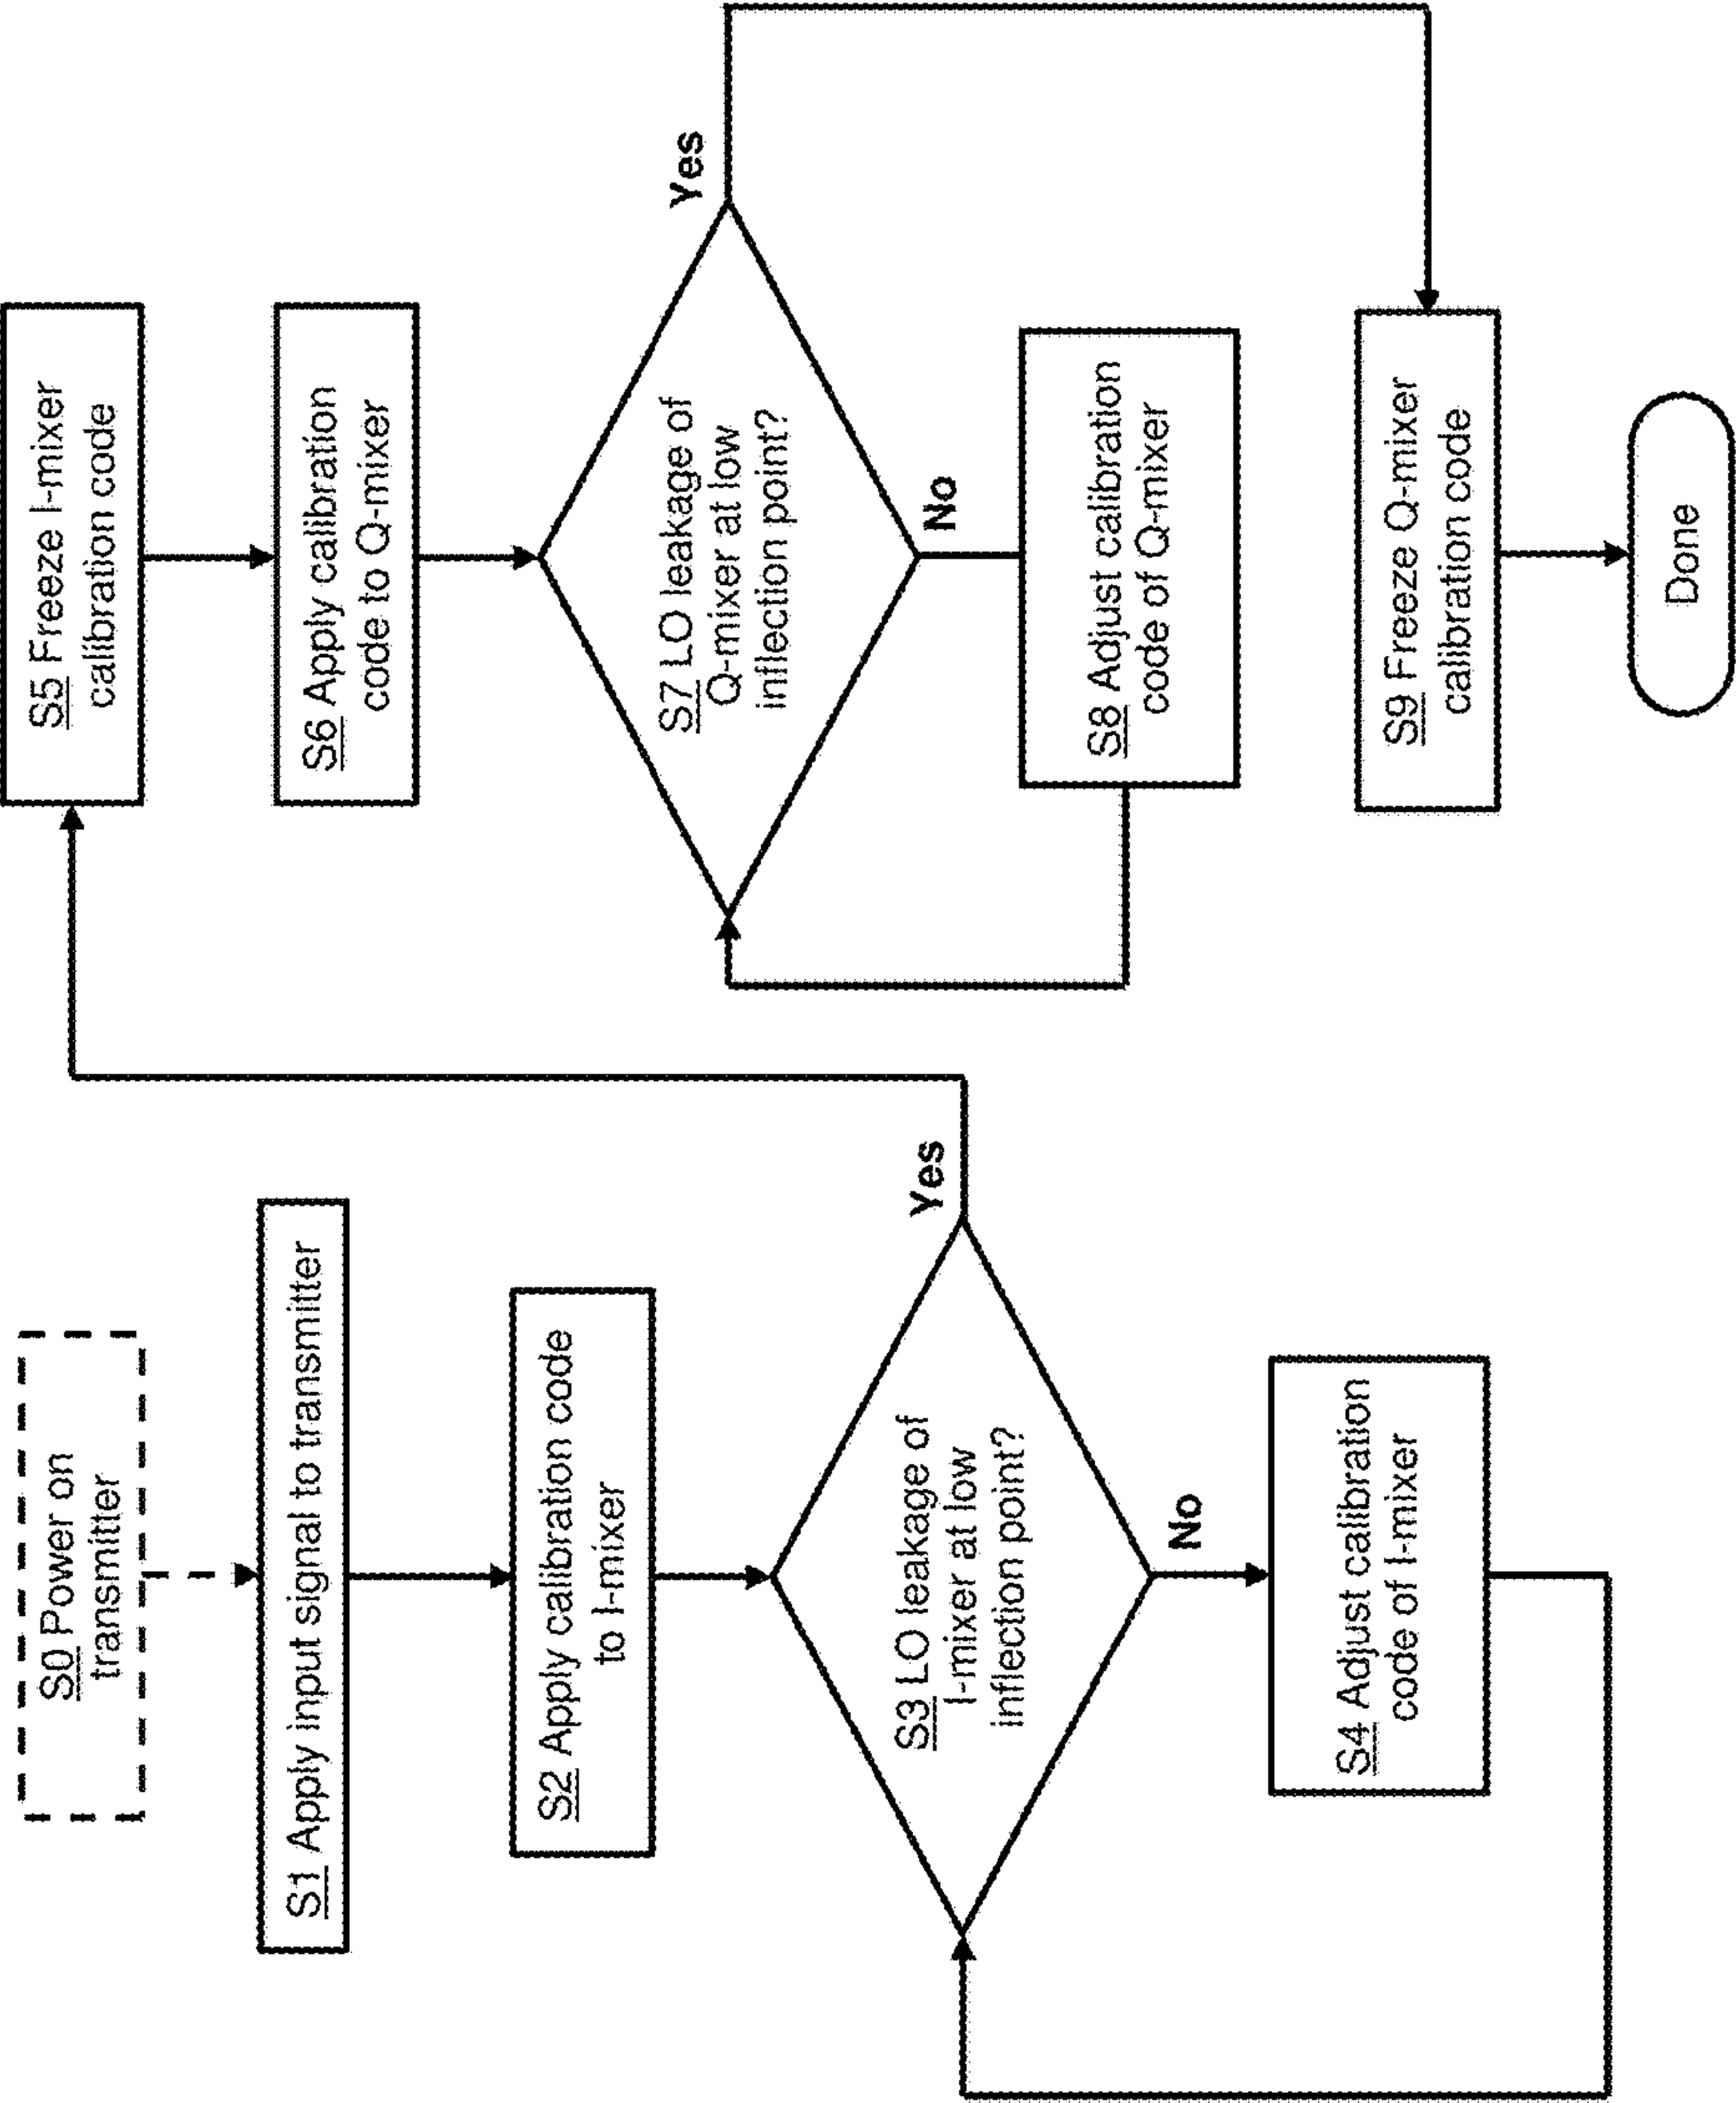 S0 Power on
transmitter
S1 Apply input signal to transmitter
S2 Apply calibration code
to I-mixer
S3 LO leakage of
I-mixer at low
inflection point?
Yes
No
S4 Adjust calibration
code of I-mixer
S5 Freeze I-mixer
calibration code
S6 Apply calibration
code to Q-mixer
S7 LO leakage of
Q-mixer at low
inflection point?
Yes
No
S8 Adjust calibration
code of Q-mixer
S9 Freeze Q-mixer
calibration code
Done